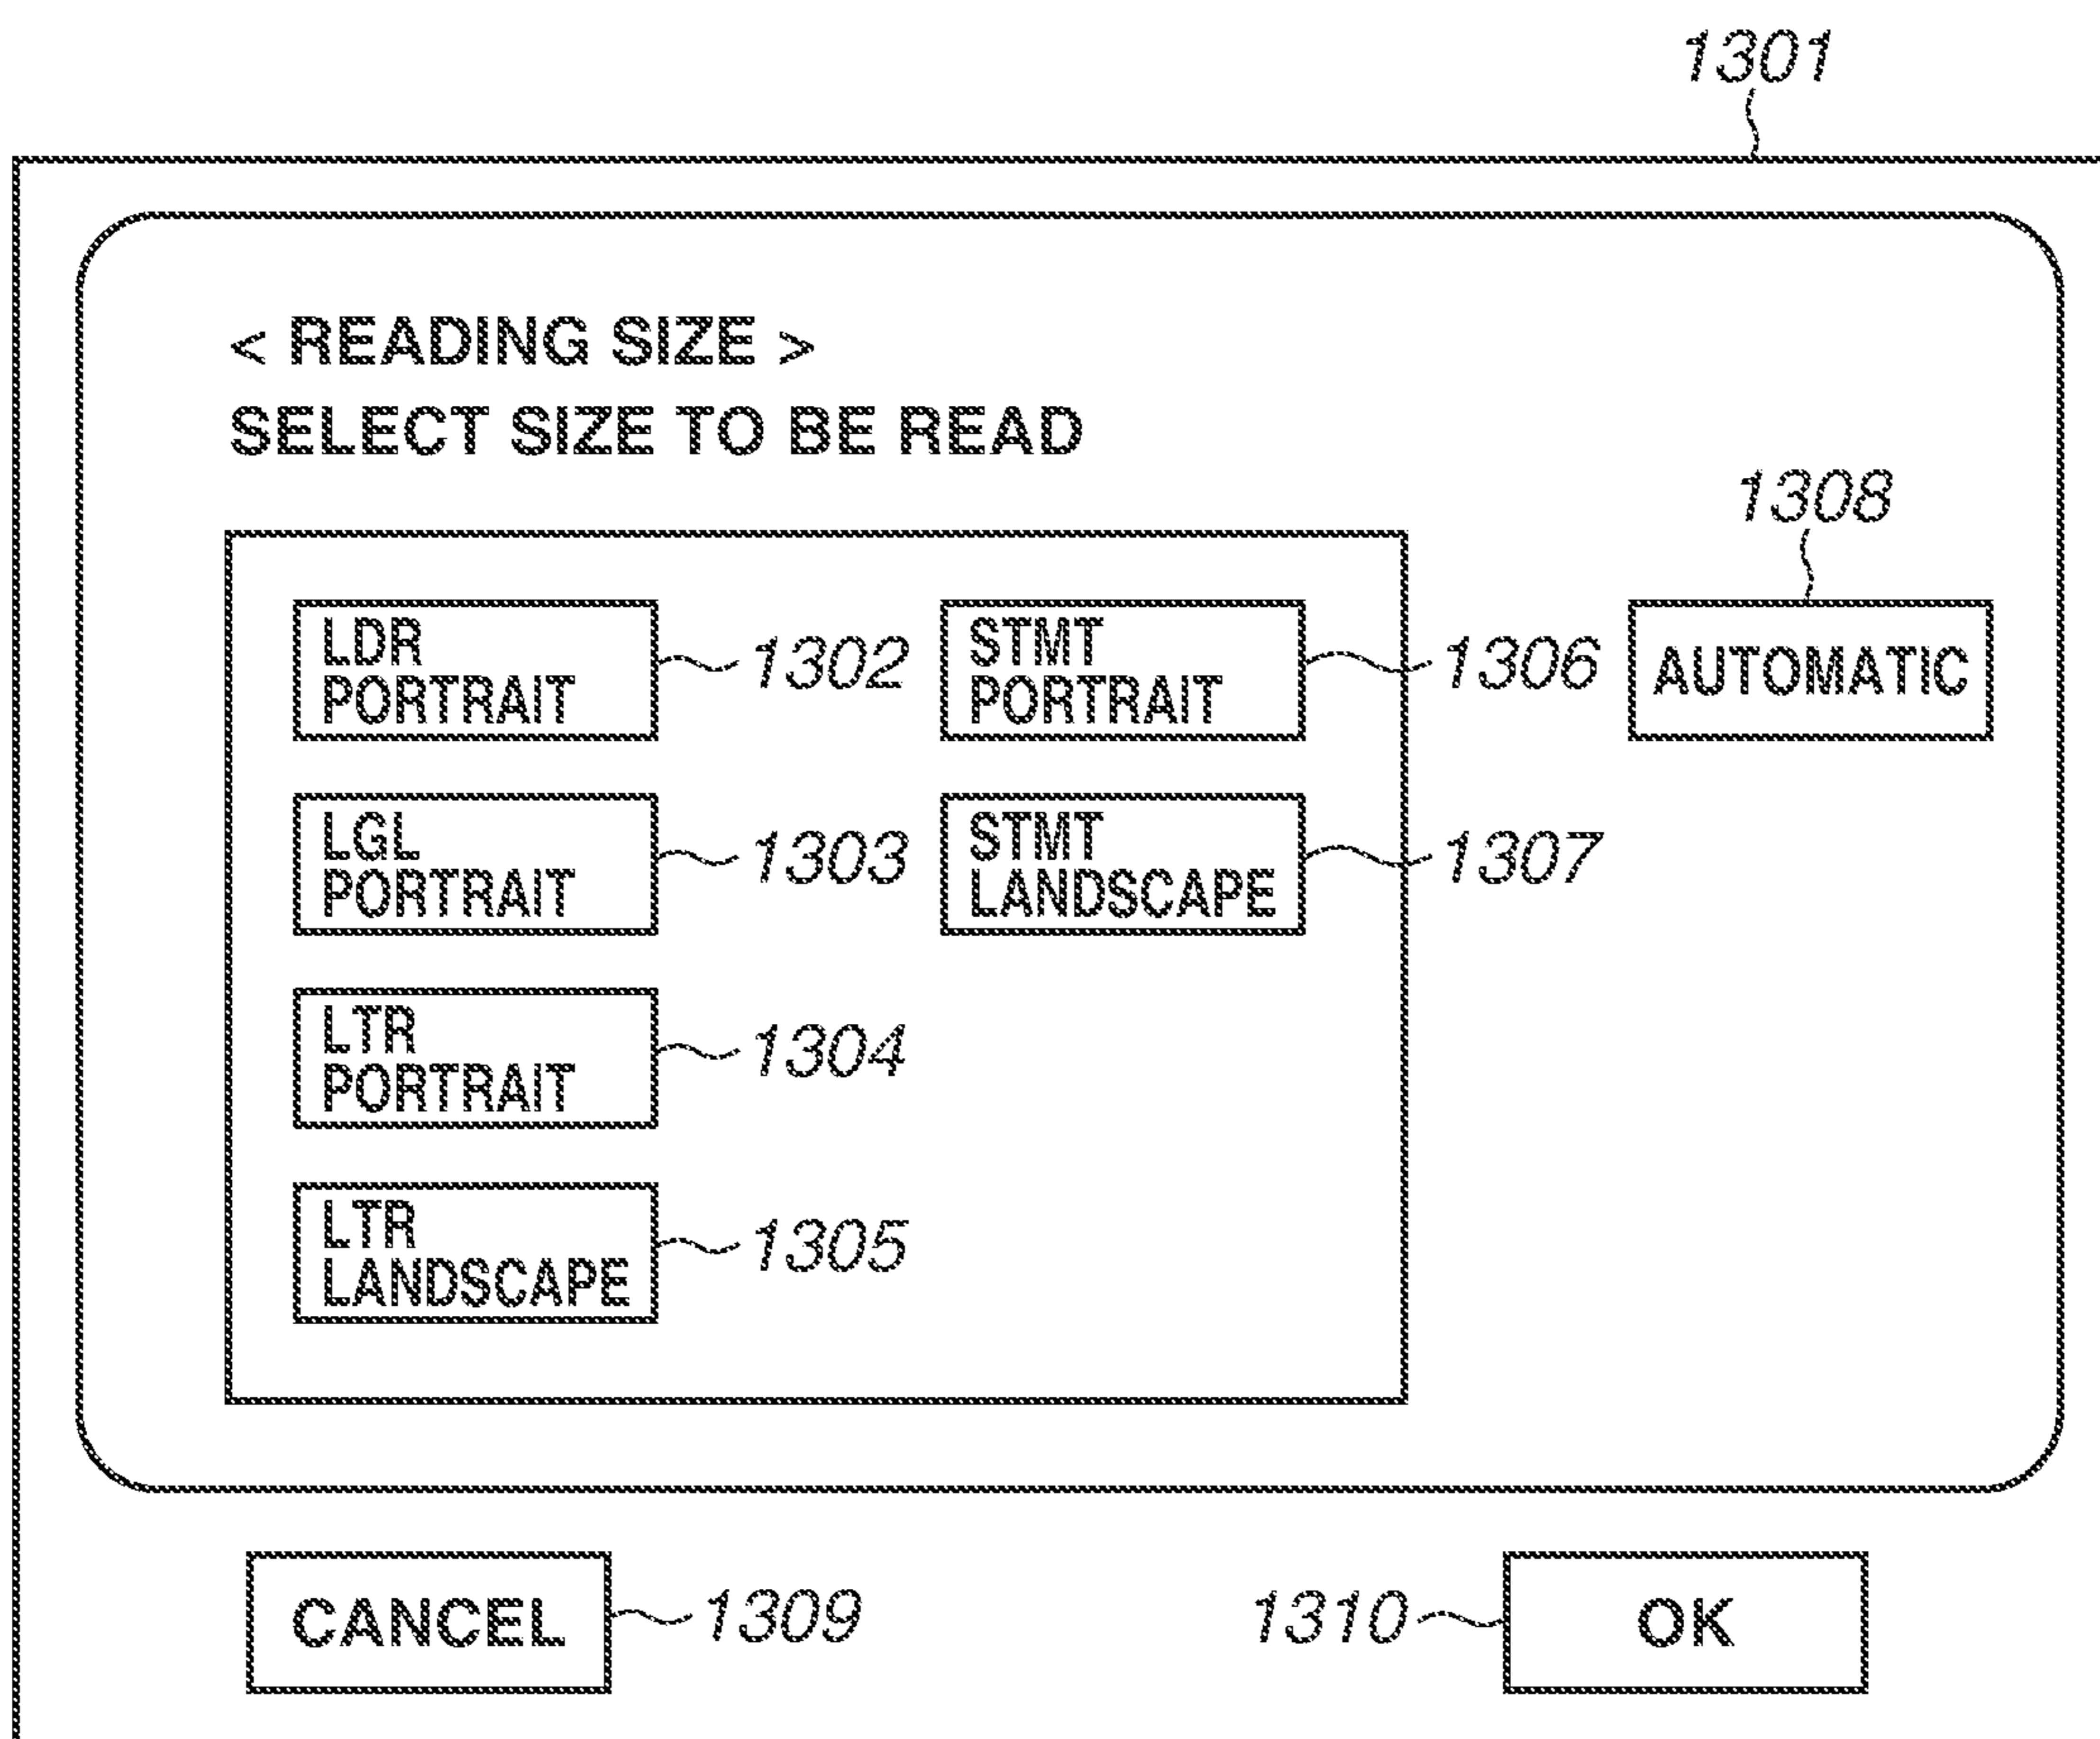 1301
< READING SIZE >
SELECT SIZE TO BE READ
1308
LDR
PORTRAIT
1302
STMT
PORTRAIT
1306
AUTOMATIC
LGL
PORTRAIT
1303
STMT
LANDSCAPE
1307
LTR
PORTRAIT
1304
LTR
LANDSCAPE
1305
CANCEL
1309
1310
OK